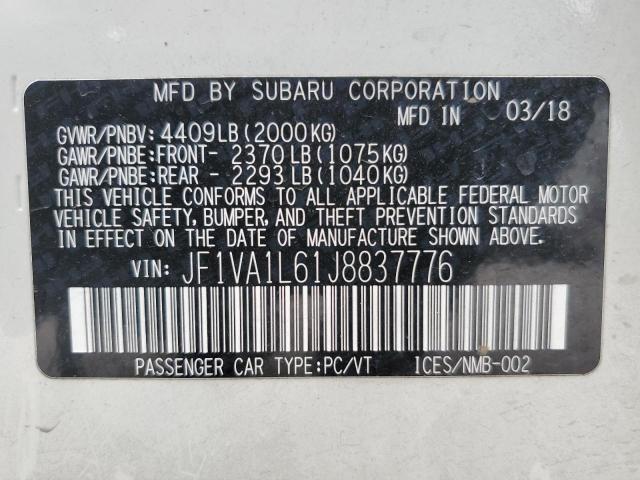 MFD BY SUBARU CORPORATION
MFD IN 03/18
GVWR/PNBV: 4409LB (2000KG)
GAWR/PNBE:FRONT- 2370LB (1075KG)
GAWR/PNBE:REAR - 2293LB (1040KG)
THIS VEHICLE CONFORMS TO ALL APPLICABLE FEDERAL MOTOR
VEHICLE SAFETY, BUMPER, AND THEFT PREVENTION STANDARDS
IN EFFECT ON THE DATE OF MANUFACTURE SHOWN ABOVE.
VIN: JF1VA1L61J8837776
PASSENGER CAR TYPE:PC/VT ICES/NMB-002